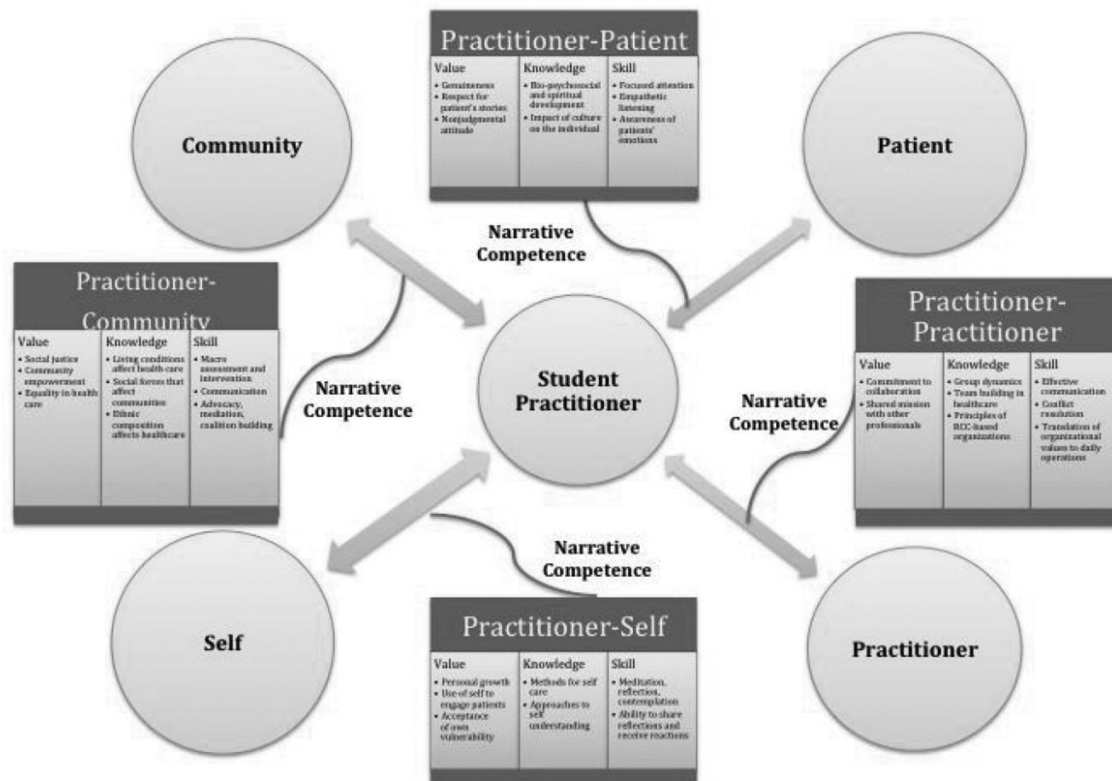 Practitioner-Patient
Value
• Genuineness
• Respect for
patient's stories
• Nonjudgmental
attitude
Knowledge
• Bio-psychosocial
and spiritual
development
• Impact of culture
on the individual
Skill
• Focused attention
• Empathetic
listening
• Awareness of
patients'
emotions
Community
Patient
Narrative
Competence
Practitioner-
Community
Value
• Social justice
• Community
empowerment
• Equality in health
care
Knowledge
• Living conditions
affect health care
• Social forces that
affect
communities
• Ethnic
composition
affects healthcare
Skill
• Macro
assessment and
intervention
• Communication
• Advocacy,
mediation,
coalition building
Narrative
Competence
Student
Practitioner
Narrative
Competence
Practitioner-
Practitioner
Value
• Commitment to
collaboration
• Shared mission
with other
professionals
Knowledge
• Group dynamics
• Team building in
healthcare
• Principles of
RCC-based
organizations
Skill
• Effective
communication
• Conflict
resolution
• Translation of
organizational
values to daily
operations
Narrative
Competence
Self
Practitioner-Self
Value
• Personal growth
• Use of self to
engage patients
• Acceptance
of own
vulnerability
Knowledge
• Methods for self
care
• Approaches to
self
understanding
Skill
• Meditation,
reflection,
contemplation
• Ability to share
reflections and
receive reactions
Practitioner